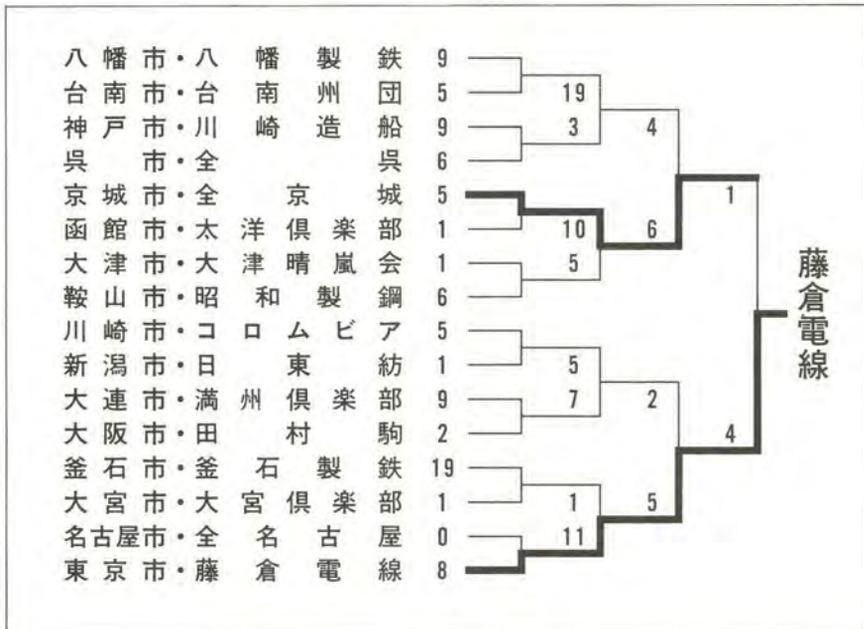 八幡市・八幡製鉄 9
台南市・台南州団 5
神戸市・川崎造船 9
呉市・全呉 6
京城市・全京城 5
函館市・太洋倶楽部 1
大津市・大津晴嵐会 1
鞍山市・昭和製鋼 6
川崎市・コロムビア 5
新潟市・日東紡 1
大連市・満州倶楽部 9
大阪市・田村駒 2
釜石市・釜石製鉄 19
大宮市・大宮倶楽部 1
名古屋市・全名古屋 0
東京市・藤倉電線 8
19
3
10
5
5
7
1
11
4
6
2
5
1
4
藤倉電線